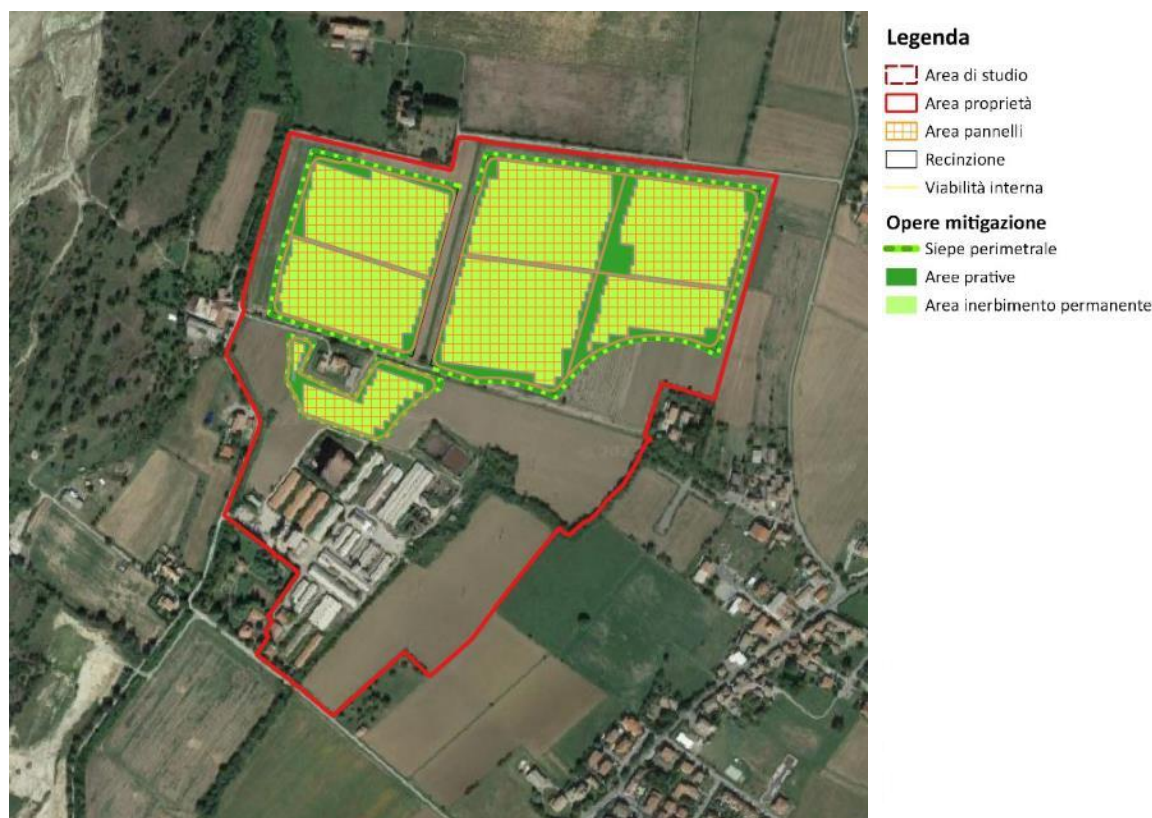 Legenda
Area di studio
Area proprietà
Area pannelli
Recinzione
Viabilità interna
Opere mitigazione
Siepe perimetrale
Aree prative
Area inerbimento permanente